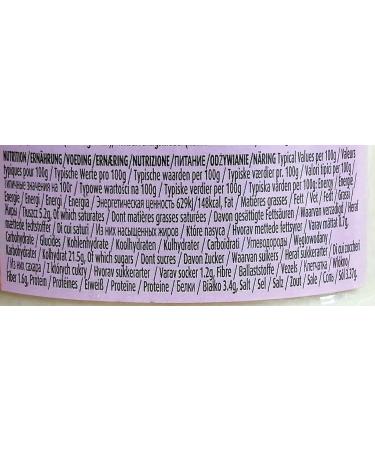 NUTRITION / ERNÄHRUNG / VOEDING / ERNÆRING / NUTRIZIONE / ПИТАНИЕ / ODŻYWIANIE / NÄRING Typical Values per 100g / Valeurs
typiques pour 100g / Typische Werte pro 100g / Typische waarden per 100g / Typiske værdier pr. 100g / Valori tipici per 100g /
Типичные значения на 100г / Typowe wartości na 100g / Typiske verdier per 100g / Typiska värden per 100g: Energy / Energie
/ Energie / Energi / Energi / Energia / Энергетическая ценность 629kJ / 148kcal, Fat / Matières grasses / Fett / Vet / Fedt / Grassi /
Жиры / Tłuszcz 5.2g, Of which saturates / Dont matières grasses saturées / Davon gesättigte Fettsäuren / Waarvan verzadigd / Heraf
mettede fedtstoffer / Di cui saturi / Из них насыщенных жиров / Ktore nasyca / Hvorav mettede fettsyrer / Varav mättat 0.7g,
Carbohydrate / Glucides / Kohlenhydrate / Koolhydraten / Kulhydrater / Carboidrati / Углеводороды / Węglowodany /
Karbohydrater / Kolhydrat 21.5g, Of which sugars / Dont sucres / Davon Zucker / Waarvan suikers / Heraf sukkerarter / Di cui zuccheri
/ Из них сахара / Z których cukry / Hvorav sukkerarter / Varav socker 1.2g, Fibre / Ballaststoffe / Vezels / Клетчатка / Włókno /
Fiber 1.6g, Protein / Protéines / Eiweiß / Proteine / Proteine / Белки / Białko 3.4g, Salt / Sel / Salz / Zout / Sale / Соль / Sól 3.37g.